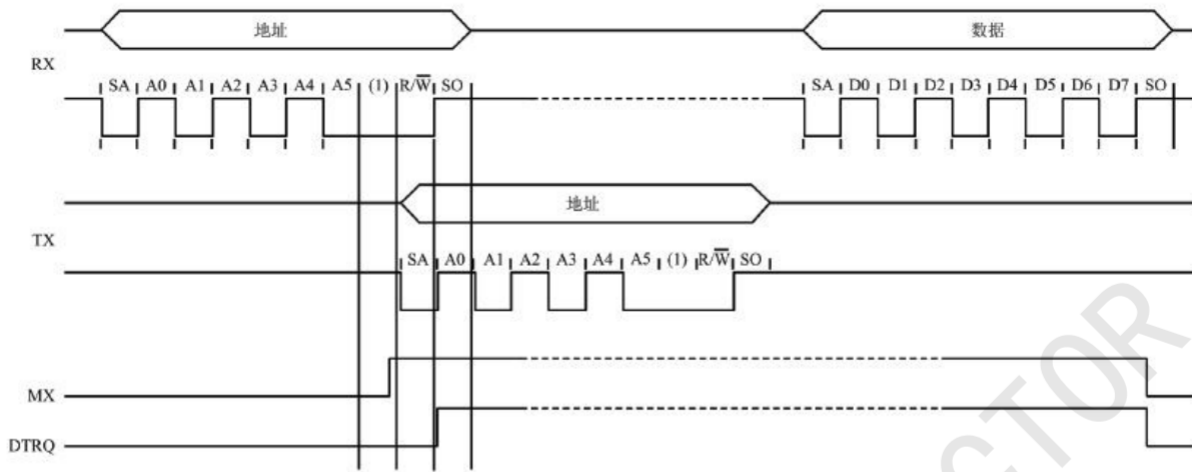 地址
数据
RX
SA A0 A1 A2 A3 A4 A5 (1) R/W̅ SO
SA D0 D1 D2 D3 D4 D5 D6 D7 SO
地址
TX
SA A0 A1 A2 A3 A4 A5 (1) R/W̅ SO
MX
DTRQ
CTOR